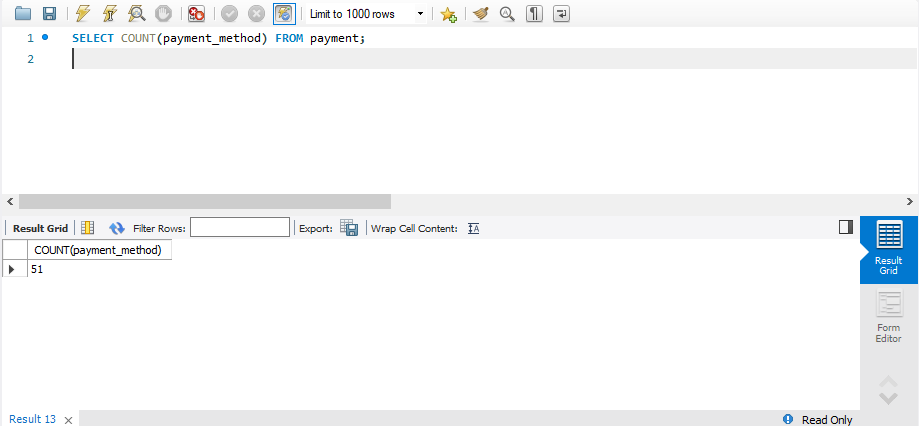 Limit to 1000 rows
1 SELECT COUNT(payment_method) FROM payment;
2
Result Grid Filter Rows: Export: Wrap Cell Content:
COUNT(payment_method)
51
Result Grid
Form Editor
Result 13 Read Only